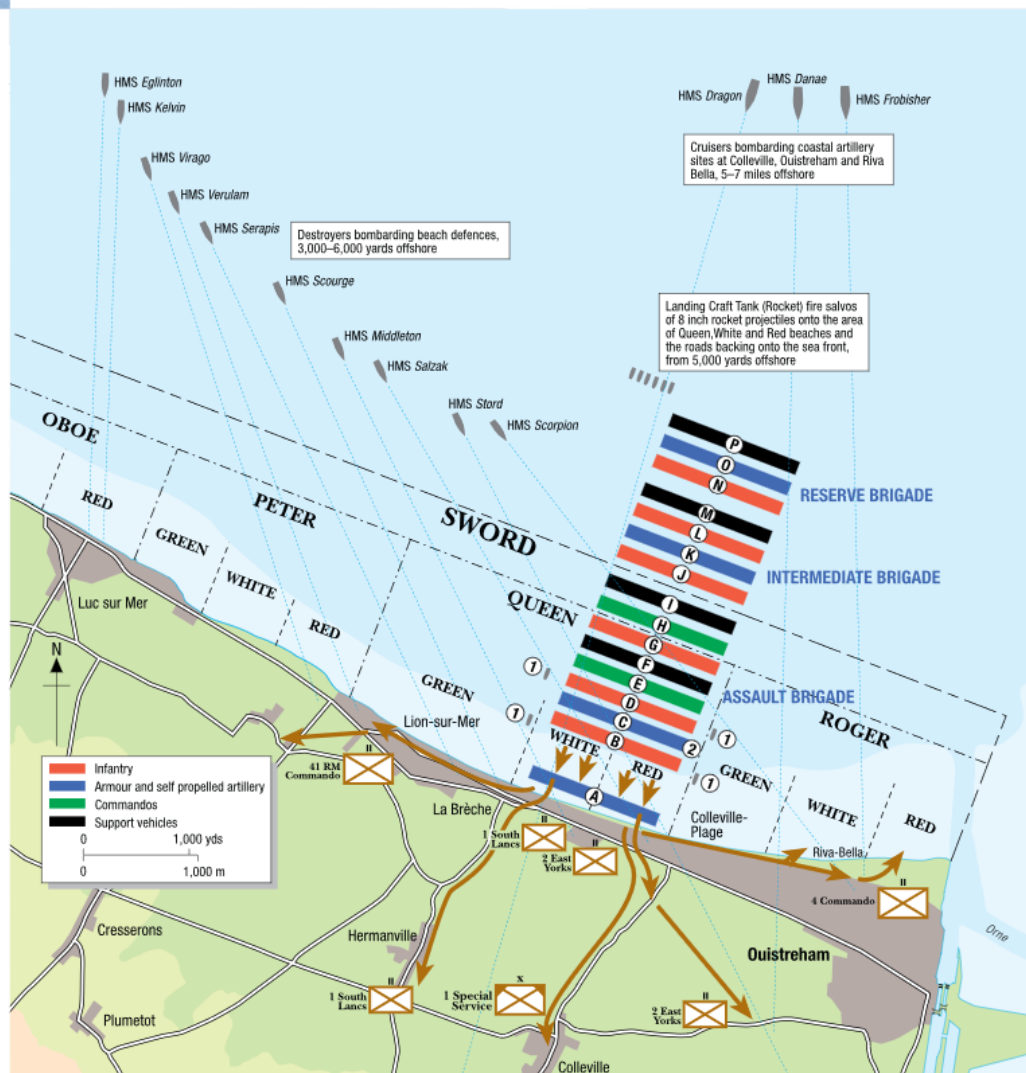 HMS Eglinton
HMS Kelvin
HMS Virago
HMS Verulam
HMS Serapis
HMS Scourge
HMS Middleton
HMS Salzak
HMS Stord
HMS Scorpion
HMS Dragon
HMS Danae
HMS Frobisher
Cruisers bombarding coastal artillery
sites at Colleville, Ouistreham and Riva
Bella, 5–7 miles offshore
Destroyers bombarding beach defences,
3,000–6,000 yards offshore
Landing Craft Tank (Rocket) fire salvos
of 8 inch rocket projectiles onto the area
of Queen,White and Red beaches and
the roads backing onto the sea front,
from 5,000 yards offshore
OBOE
RED
PETER
GREEN
WHITE
RED
SWORD
QUEEN
GREEN
WHITE
RED
ROGER
GREEN
WHITE
RED
P
O
N
RESERVE BRIGADE
M
L
K
J
INTERMEDIATE BRIGADE
I
H
G
F
E
D
C
B
A
ASSAULT BRIGADE
1
1
2
1
1
Luc sur Mer
N
Lion-sur-Mer
41 RM
Commando
II
La Brèche
1 South
Lancs
II
2 East
Yorks
II
Colleville-
Plage
Riva-Bella
4 Commando
II
Orne
Infantry
Armour and self propelled artillery
Commandos
Support vehicles
0 1,000 yds
0 1,000 m
Cresserons
Hermanville
Ouistreham
1 South
Lancs
II
1 Special
Service
X
2 East
Yorks
II
Plumetot
Colleville